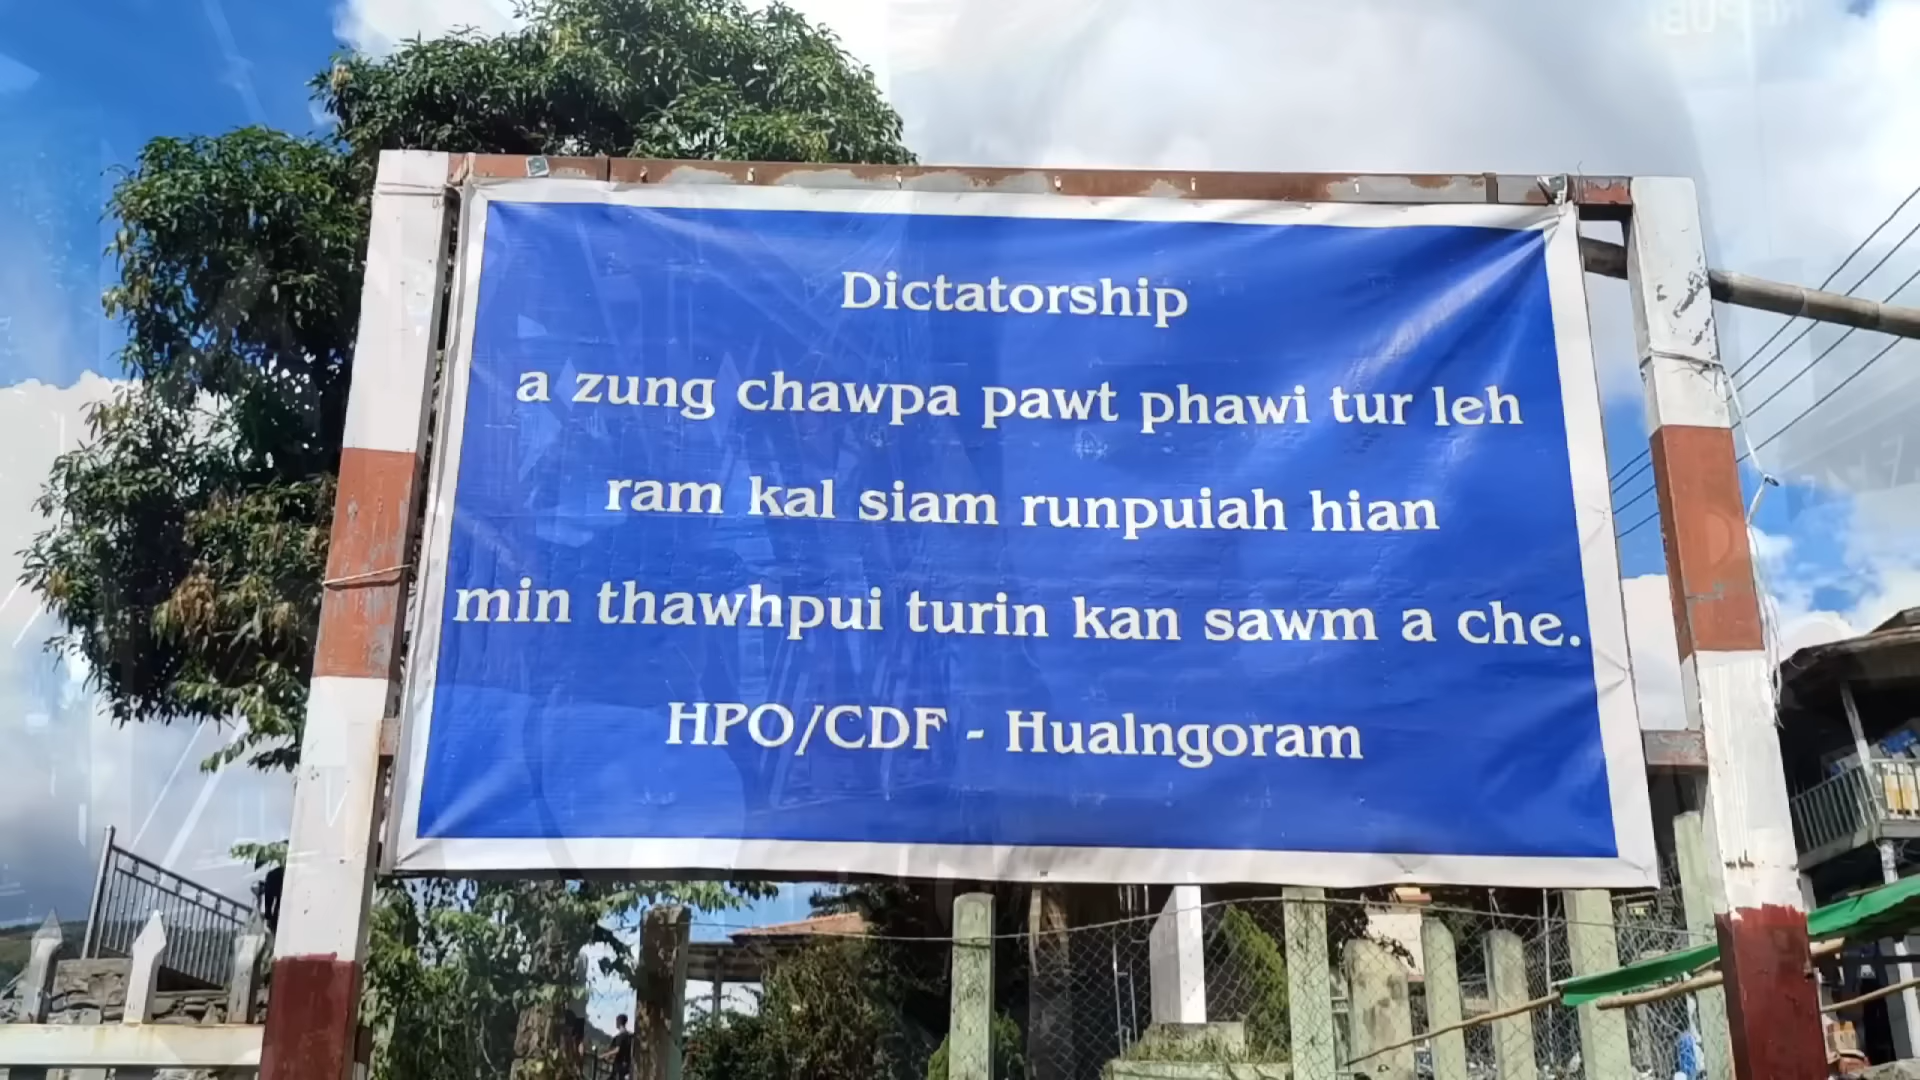 Dictatorship
a zung chawpa pawt phawi tur leh
ram kal siam runpuiah hian
min thawhpui turin kan sawm a che.
HPO/CDF - Hualngoram